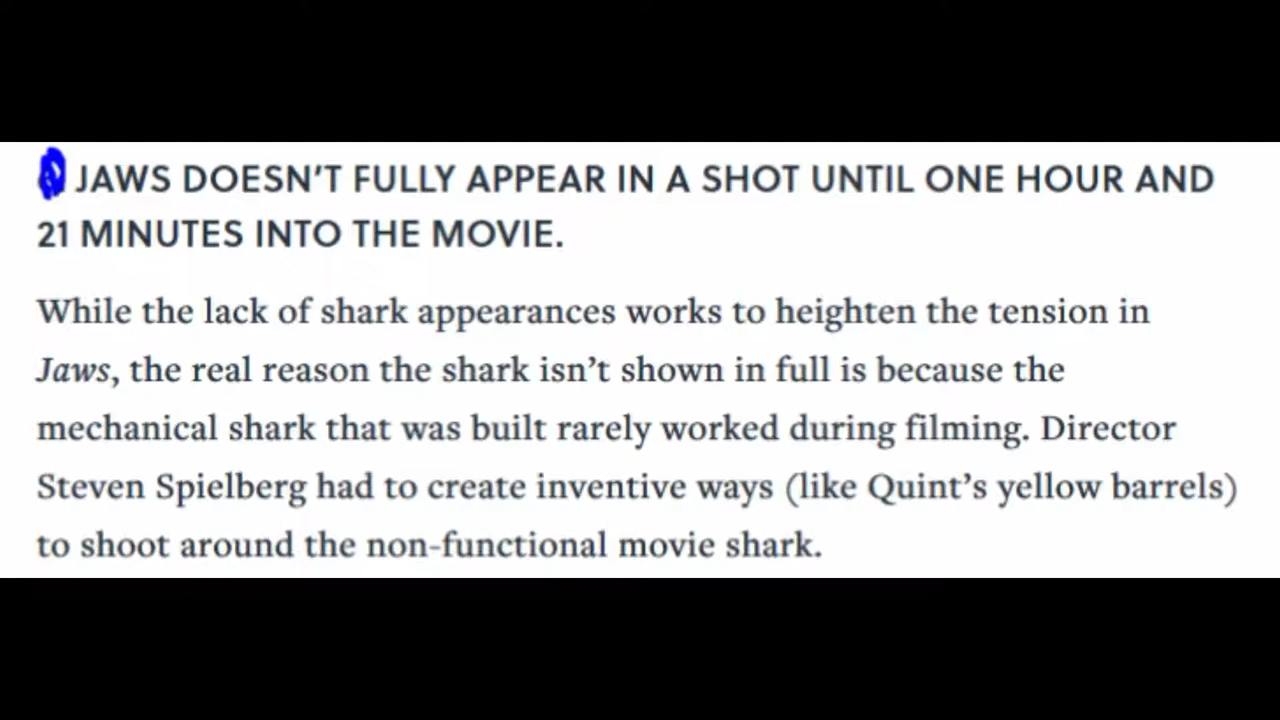 JAWS DOESN'T FULLY APPEAR IN A SHOT UNTIL ONE HOUR AND
21 MINUTES INTO THE MOVIE.
While the lack of shark appearances works to heighten the tension in
Jaws, the real reason the shark isn't shown in full is because the
mechanical shark that was built rarely worked during filming. Director
Steven Spielberg had to create inventive ways (like Quint's yellow barrels)
to shoot around the non-functional movie shark.